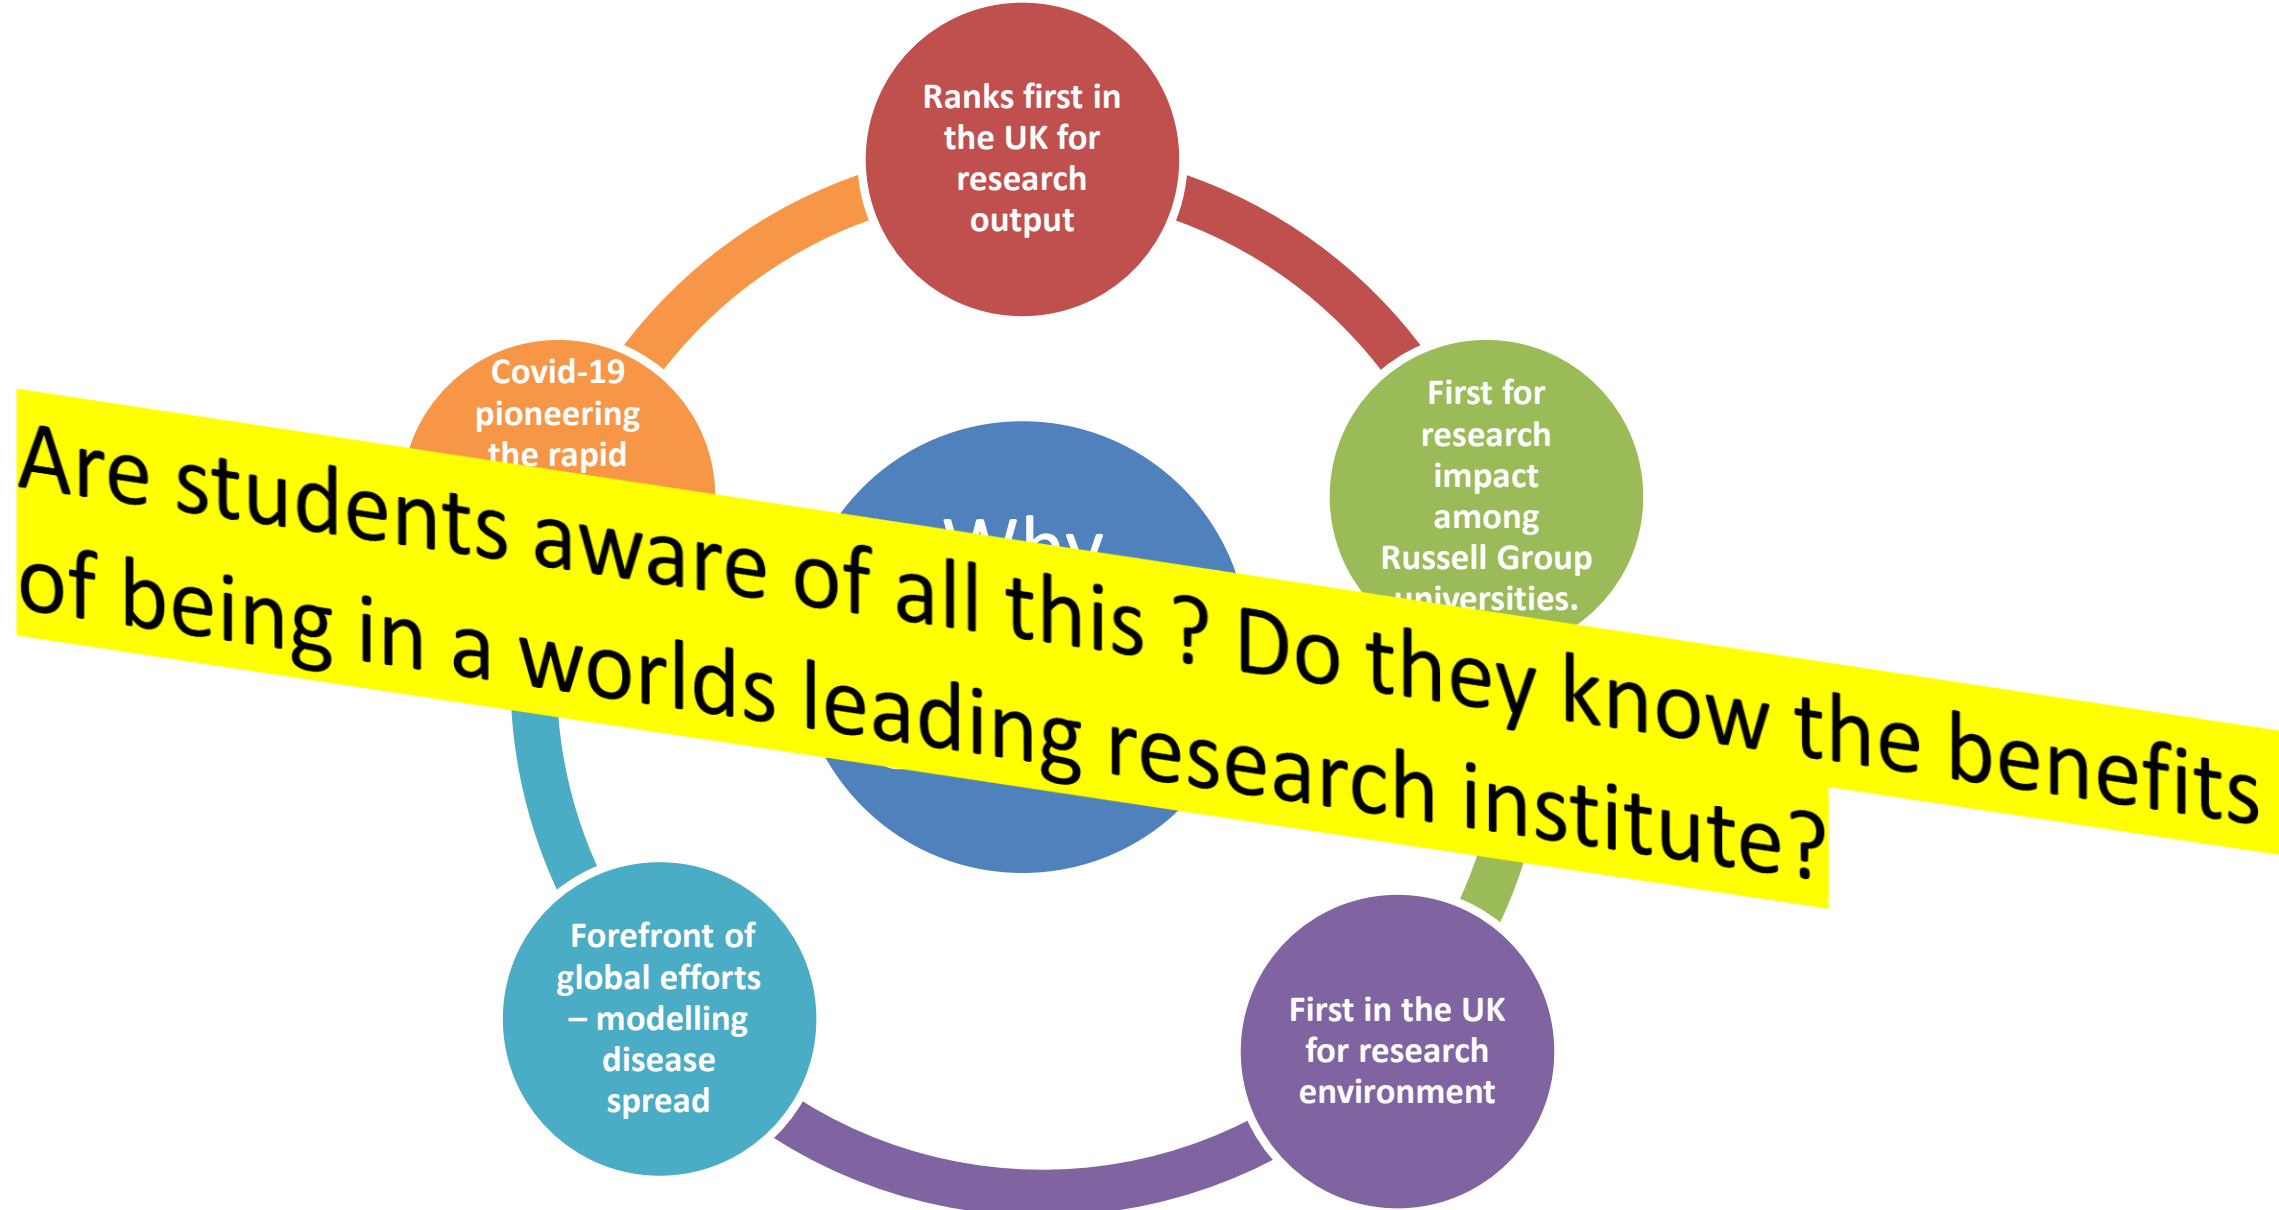 Ranks first in
the UK for
research
output
First for
research
impact
among
Russell Group
universities.
First in the UK
for research
environment
Forefront of
global efforts
– modelling
disease
spread
Covid-19
pioneering
the rapid
Why
Are students aware of all this ? Do they know the benefits
of being in a worlds leading research institute?